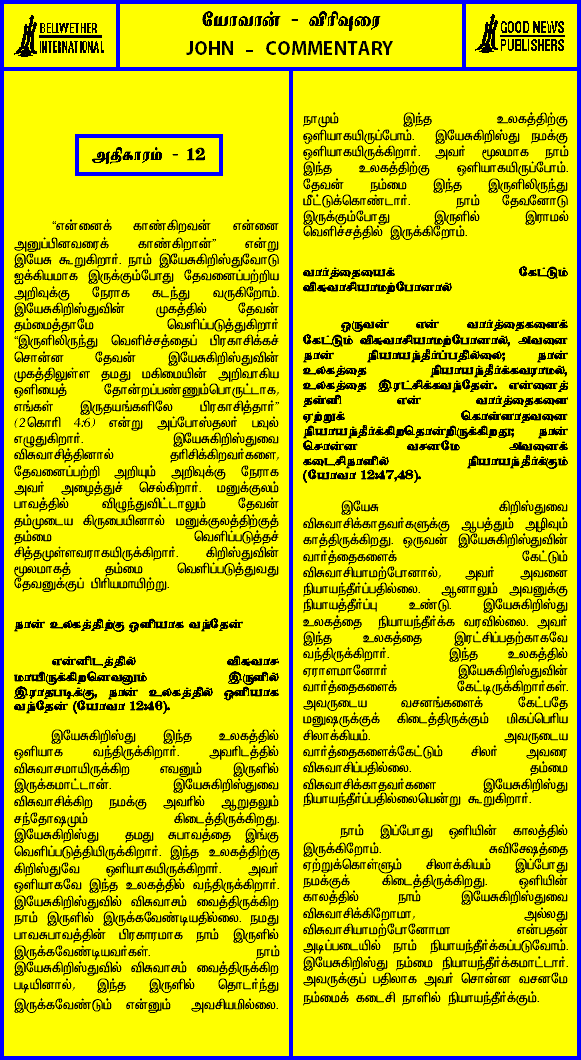 BELWETHER
INTERNATIONAL
யோவான் - விரிவுரை
JOHN - COMMENTARY
GOOD NEWS
PUBLISHERS
அதிகாரம் - 12
“என்னைக் காண்கிறவன் என்னை
அனுப்பினவரைக் காண்கிறான்” என்று
இயேசு கூறுகிறார். நாம் இயேசுகிறிஸ்துவோடு
ஐக்கியமாக இருக்கும்போது தேவனைப்பற்றிய
அறிவுக்கு நேராக கடந்து வருகிறோம்.
இயேசுகிறிஸ்துவின் முகத்தில் தேவன்
தம்மைத்தாமே வெளிப்படுத்துகிறார்
“இருளிலிருந்து வெளிச்சத்தைப் பிரகாசிக்கச்
சொன்ன தேவன் இயேசுகிறிஸ்துவின்
முகத்திலுள்ள தமது மகிமையின் அறிவாகிய
ஒளியைத் தோன்றப்பண்ணும்பொருட்டாக,
எங்கள் இருதயங்களிலே பிரகாசித்தார்”
(2கொரி 4:6) என்று அப்போஸ்தலர் பவுல்
எழுதுகிறார். இயேசுகிறிஸ்துவை
விசுவாசித்தினால் தரிசிக்கிறவர்களை,
தேவனைப்பற்றி அறியும் அறிவுக்கு நேராக
அவர் அழைத்துச் செல்கிறார். மனுக்குலம்
பாவத்தில் விழுந்துவிட்டாலும் தேவன்
தம்முடைய கிருபையினால் மனுக்குலத்திற்குத்
தம்மை வெளிப்படுத்தச்
சித்தமுள்ளவராகயிருக்கிறார். கிறிஸ்துவின்
மூலமாகத் தம்மை வெளிப்படுத்துவது
தேவனுக்குப் பிரியமாயிற்று.
நான் உலகத்திற்கு ஒளியாக வந்தேன்
என்னிடத்தில் விசுவாச
மாயிருக்கிறனெவனும் இருளில்
இராதபடிக்கு, நான் உலகத்தில் ஒளியாக
வந்தேன் (யோவா 12:46).
இயேசுகிறிஸ்து இந்த உலகத்தில்
ஒளியாக வந்திருக்கிறார். அவரிடத்தில்
விசுவாசமாயிருக்கிற எவனும் இருளில்
இருக்கமாட்டான். இயேசுகிறிஸ்துவை
விசுவாசிக்கிற நமக்கு அவரில் ஆறுதலும்
சந்தோஷமும் கிடைத்திருக்கிறது.
இயேசுகிறிஸ்து தமது சுபாவத்தை இங்கு
வெளிப்படுத்தியிருக்கிறார். இந்த உலகத்திற்கு
கிறிஸ்துவே ஒளியாகயிருக்கிறார். அவர்
ஒளியாகவே இந்த உலகத்தில் வந்திருக்கிறார்.
இயேசுகிறிஸ்துவில் விசுவாசம் வைத்திருக்கிற
நாம் இருளில் இருக்கவேண்டியதில்லை. நமது
பாவசுபாவத்தின் பிரகாரமாக நாம் இருளில்
இருக்கவேண்டியவர்கள். நாம்
இயேசுகிறிஸ்துவில் விசுவாசம் வைத்திருக்கிற
படியினால், இந்த இருளில் தொடர்ந்து
இருக்கவேண்டும் என்னும் அவசியமில்லை.
நாமும் இந்த உலகத்திற்கு
ஒளியாகயிருப்போம். இயேசுகிறிஸ்து நமக்கு
ஒளியாகயிருக்கிறார். அவர் மூலமாக நாம்
இந்த உலகத்திற்கு ஒளியாகயிருப்போம்.
தேவன் நம்மை இந்த இருளிலிருந்து
மீட்டுக்கொண்டார். நாம் தேவனோடு
இருக்கும்போது இருளில் இராமல்
வெளிச்சத்தில் இருக்கிறோம்.
வார்த்தையைக் கேட்டும்
விசுவாசியாமற்போனால்
ஒருவன் என் வார்த்தைகளைக்
கேட்டும் விசுவாசியாமற்போனால், அவனை
நான் நியாயந்தீர்ப்பதில்லை; நான்
உலகத்தை நியாயந்தீர்க்கவராமல்,
உலகத்தை இரட்சிக்கவந்தேன். என்னைத்
தள்ளி என் வார்த்தைகளை
ஏற்றுக் கொள்ளாதவனை
நியாயந்தீர்க்கிறதொன்றிருக்கிறது; நான்
சொன்ன வசனமே அவனைக்
கடைசிநாளில் நியாயந்தீர்க்கும்
(யோவா 12:47,48).
இயேசு கிறிஸ்துவை
விசுவாசிக்காதவர்களுக்கு ஆபத்தும் அழிவும்
காத்திருக்கிறது. ஒருவன் இயேசுகிறிஸ்துவின்
வார்த்தைகளைக் கேட்டும்
விசுவாசியாமற்போனால், அவர் அவனை
நியாயந்தீர்ப்பதில்லை. ஆனாலும் அவனுக்கு
நியாயத்தீர்ப்பு உண்டு. இயேசுகிறிஸ்து
உலகத்தை நியாயந்தீர்க்க வரவில்லை. அவர்
இந்த உலகத்தை இரட்சிப்பதற்காகவே
வந்திருக்கிறார். இந்த உலகத்தில்
ஏராளமானோர் இயேசுகிறிஸ்துவின்
வார்த்தைகளைக் கேட்டிருக்கிறார்கள்.
அவருடைய வசனங்களைக் கேட்பதே
மனுஷருக்குக் கிடைத்திருக்கும் மிகப்பெரிய
சிலாக்கியம். அவருடைய
வார்த்தைகளைக்கேட்டும் சிலர் அவரை
விசுவாசிப்பதில்லை. தம்மை
விசுவாசிக்காதவர்களை இயேசுகிறிஸ்து
நியாயந்தீர்ப்பதில்லையென்று கூறுகிறார்.
நாம் இப்போது ஒளியின் காலத்தில்
இருக்கிறோம். சுவிசேஷத்தை
ஏற்றுக்கொள்ளும் சிலாக்கியம் இப்போது
நமக்குக் கிடைத்திருக்கிறது. ஒளியின்
காலத்தில் நாம் இயேசுகிறிஸ்துவை
விசுவாசிக்கிறோமா, அல்லது
விசுவாசியாமற்போனோமா என்பதன்
அடிப்படையில் நாம் நியாயந்தீர்க்கப்படுவோம்.
இயேசுகிறிஸ்து நம்மை நியாயந்தீர்க்கமாட்டார்.
அவருக்குப் பதிலாக அவர் சொன்ன வசனமே
நம்மைக் கடைசி நாளில் நியாயந்தீர்க்கும்.